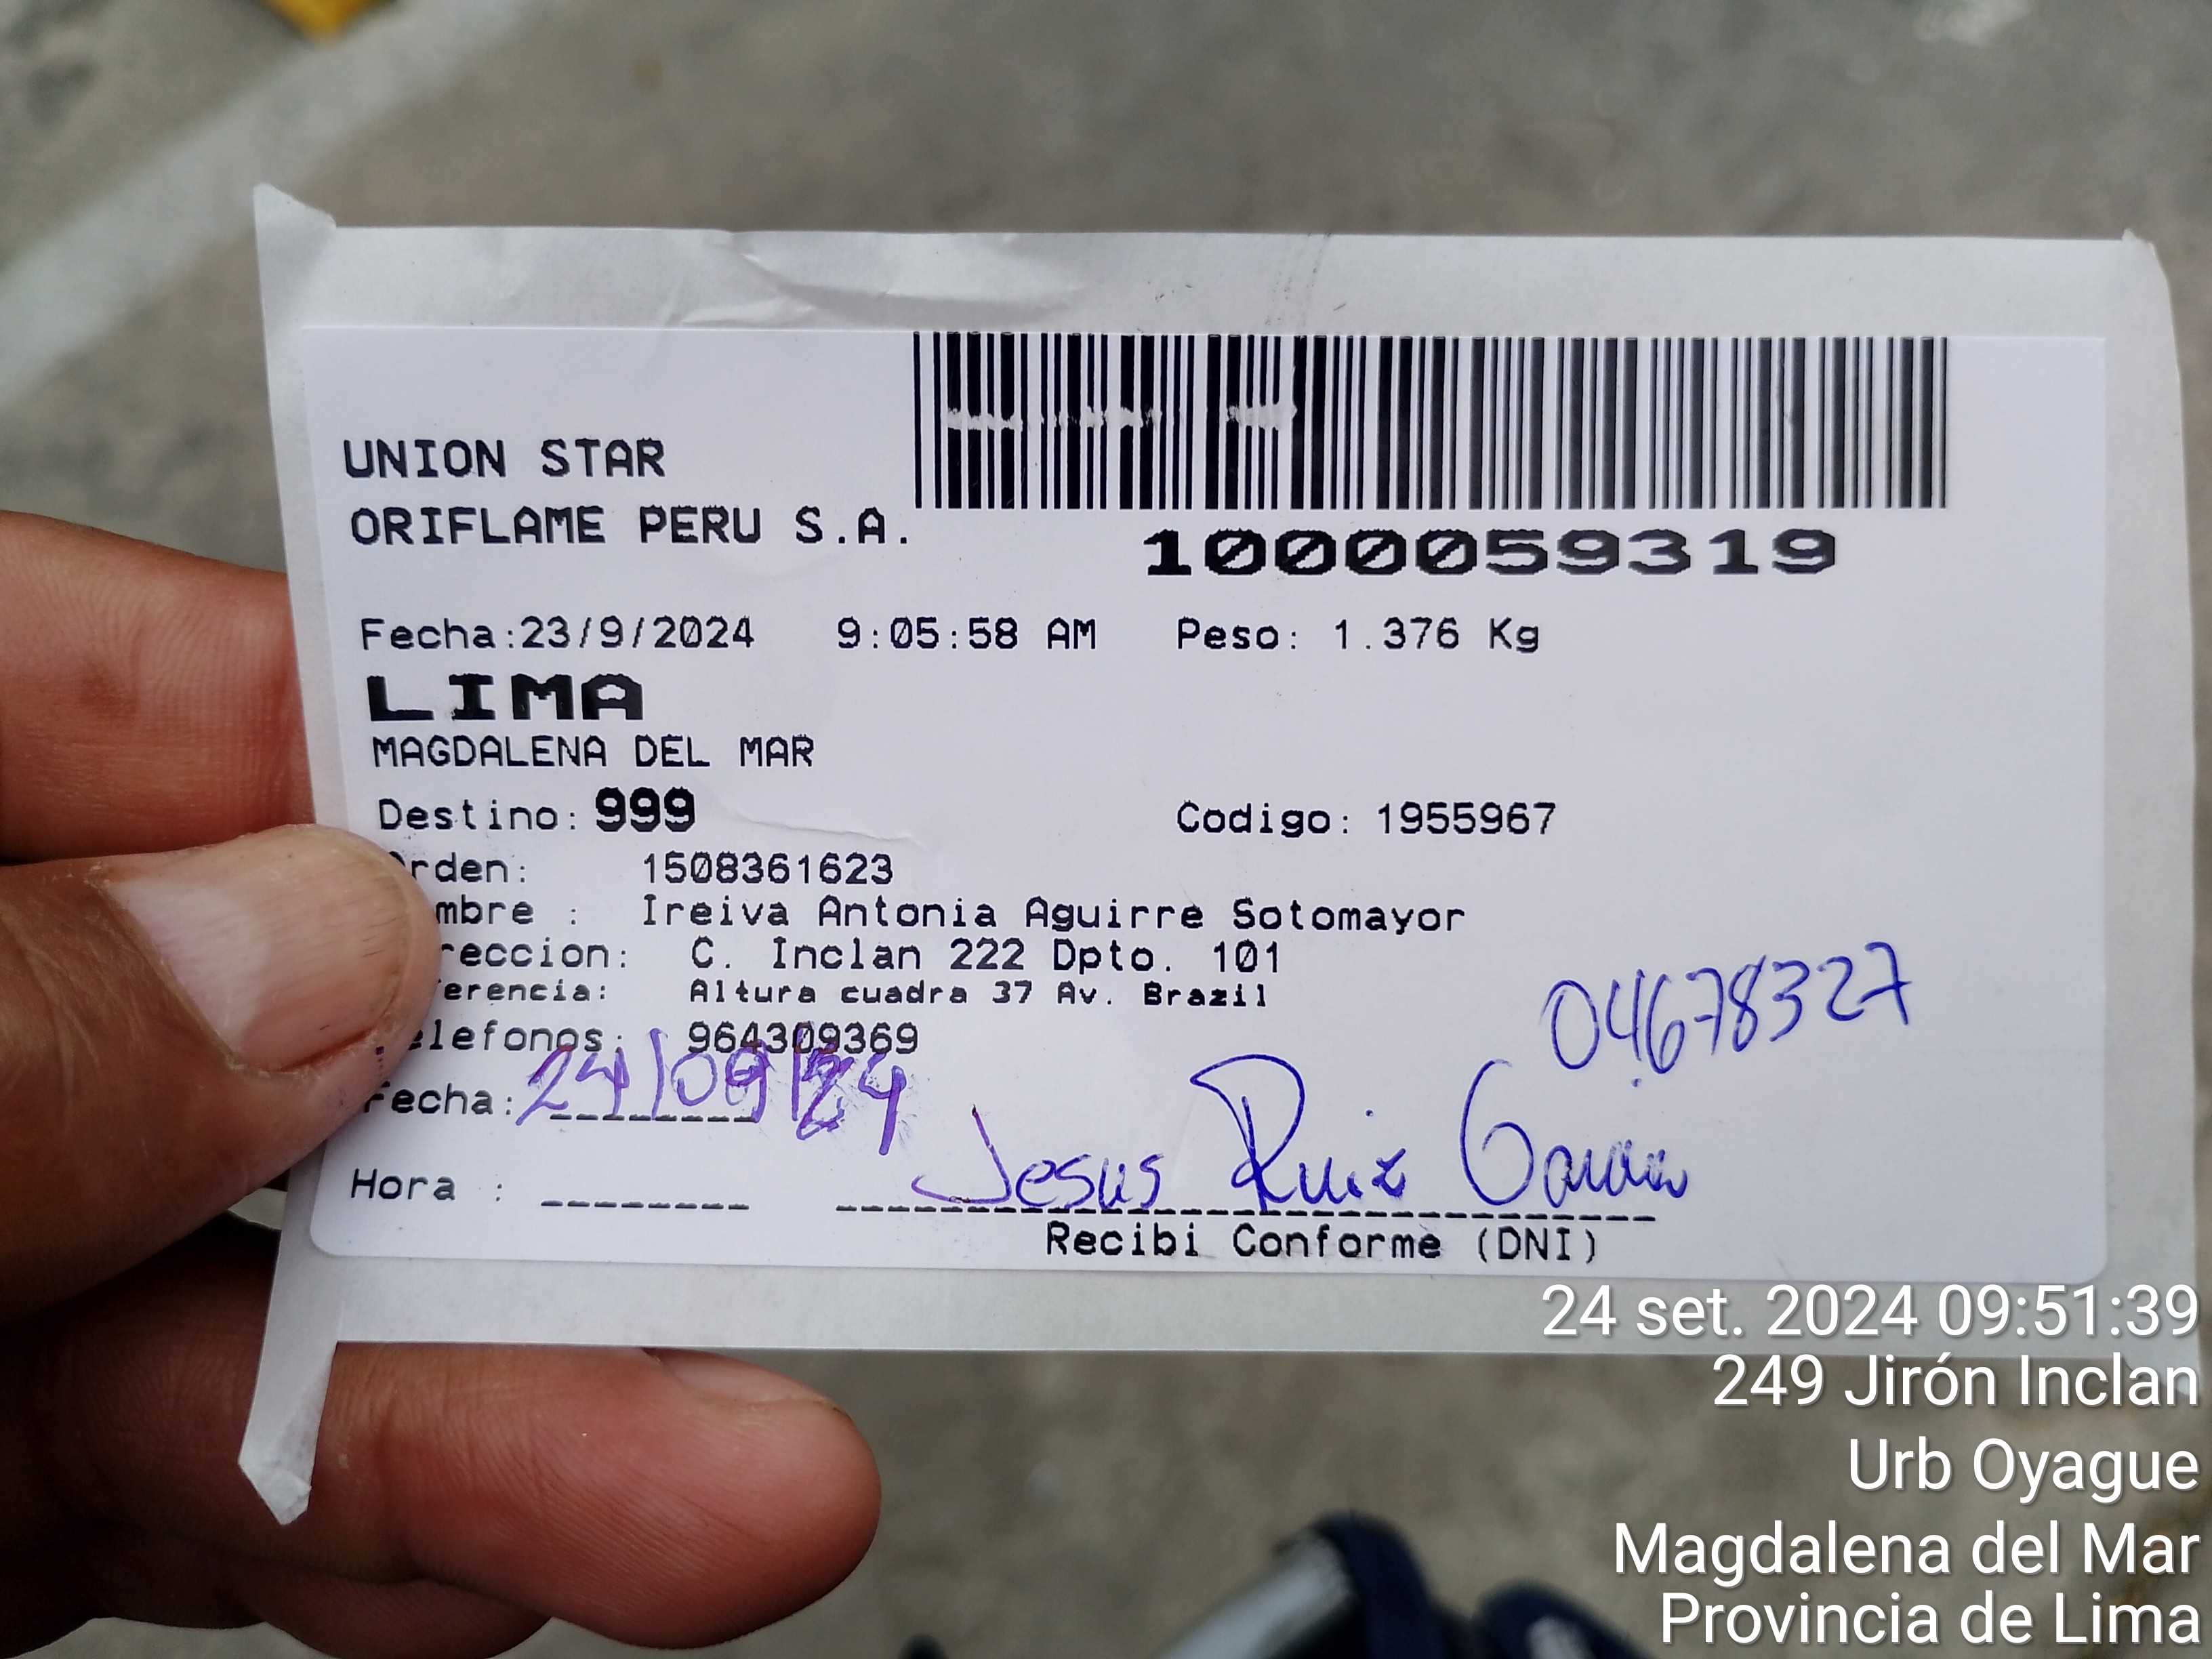 UNION STAR
ORIFLAME PERU S.A.
1000059319
Fecha:23/9/2024 9:05:58 AM Peso: 1.376 Kg
LIMA
MAGDALENA DEL MAR
Destino: 999 Codigo: 1955967
rden: 1508361623
mbre : Ireiva Antonia Aguirre Sotomayor
reccion: C. Inclan 222 Dpto. 101
erencia: Altura cuadra 37 Av. Brazil
04678327
elefonos: 964309369
Fecha: 24/09/24
Jesus Ruiz Garcia
Hora :
Recibi Conforme (DNI)
24 set. 2024 09:51:39
249 Jirón Inclan
Urb Oyague
Magdalena del Mar
Provincia de Lima